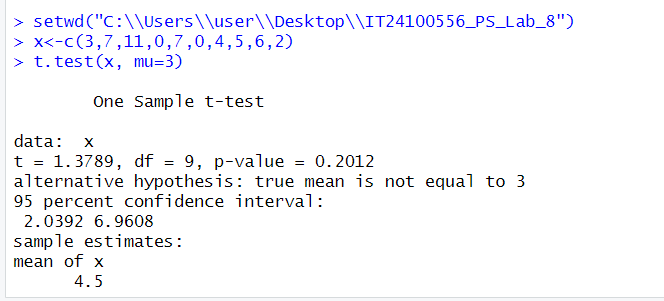 > setwd("C:\\Users\\user\\Desktop\\IT24100556_PS_Lab_8")
> x<-c(3,7,11,0,7,0,4,5,6,2)
> t.test(x, mu=3)
One Sample t-test
data:  x
t = 1.3789, df = 9, p-value = 0.2012
alternative hypothesis: true mean is not equal to 3
95 percent confidence interval:
2.0392 6.9608
sample estimates:
mean of x
4.5